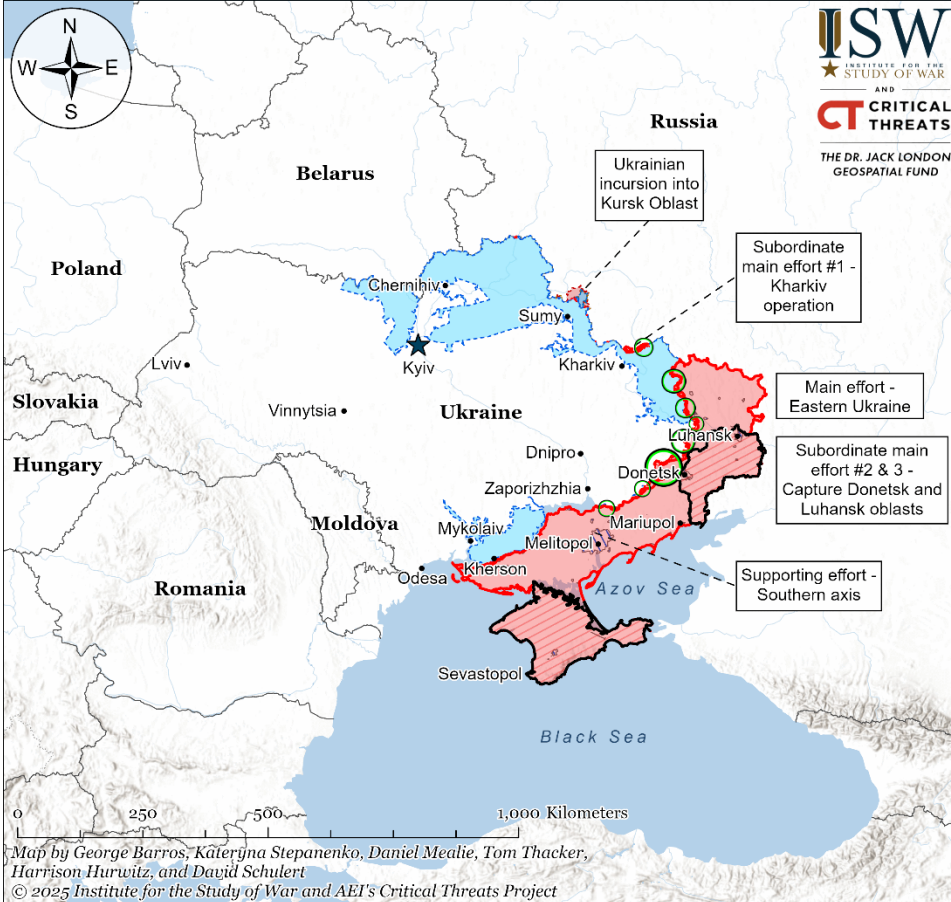 N
W
E
S
ISW
INSTITUTE FOR THE
STUDY OF WAR
AND
CT CRITICAL
THREATS
THE DR. JACK LONDON
GEOSPATIAL FUND
Russia
Belarus
Ukrainian
incursion into
Kursk Oblast
Subordinate
main effort #1 -
Kharkiv
operation
Poland
Chernihiv
Sumy
Kyiv
Kharkiv
Lviv
Slovakia
Vinnytsia
Ukraine
Main effort -
Eastern Ukraine
Hungary
Luhansk
Dnipro
Donetsk
Subordinate main
effort #2 & 3 -
Capture Donetsk and
Luhansk oblasts
Zaporizhzhia
Moldova
Mykolaiv
Mariupol
Melitopol
Kherson
Odesa
Romania
Azov Sea
Supporting effort -
Southern axis
Sevastopol
Black Sea
0 250 500 1,000 Kilometers
Map by George Barros, Kateryna Stepanenko, Daniel Mealie, Tom Thacker,
Harrison Hurwitz, and David Schulert
© 2025 Institute for the Study of War and AEI's Critical Threats Project